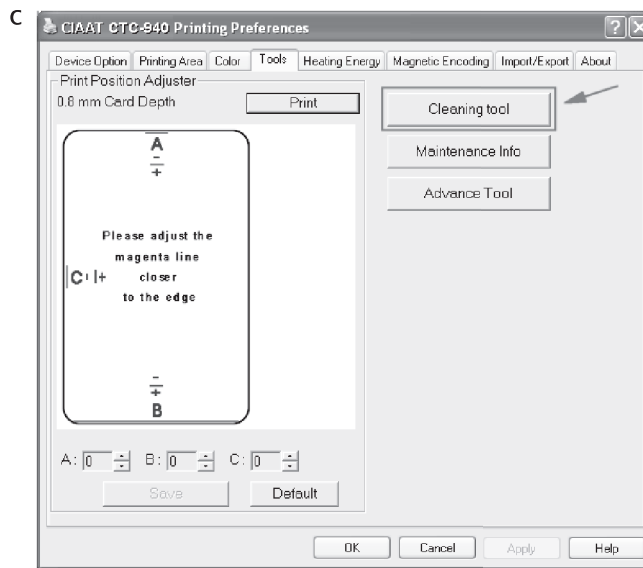 C
CIAAT CTC-940 Printing Preferences
Device Option Printing Area Color Tools Heating Energy Magnetic Encoding Import/Export About
Print Position Adjuster
0.8 mm Card Depth Print
Cleaning tool
Maintenance Info
Advance Tool
A
-
+
Please adjust the
magenta line
C - + closer
to the edge
-
+
B
A: 0 B: 0 C: 0
Save Default
OK Cancel Apply Help